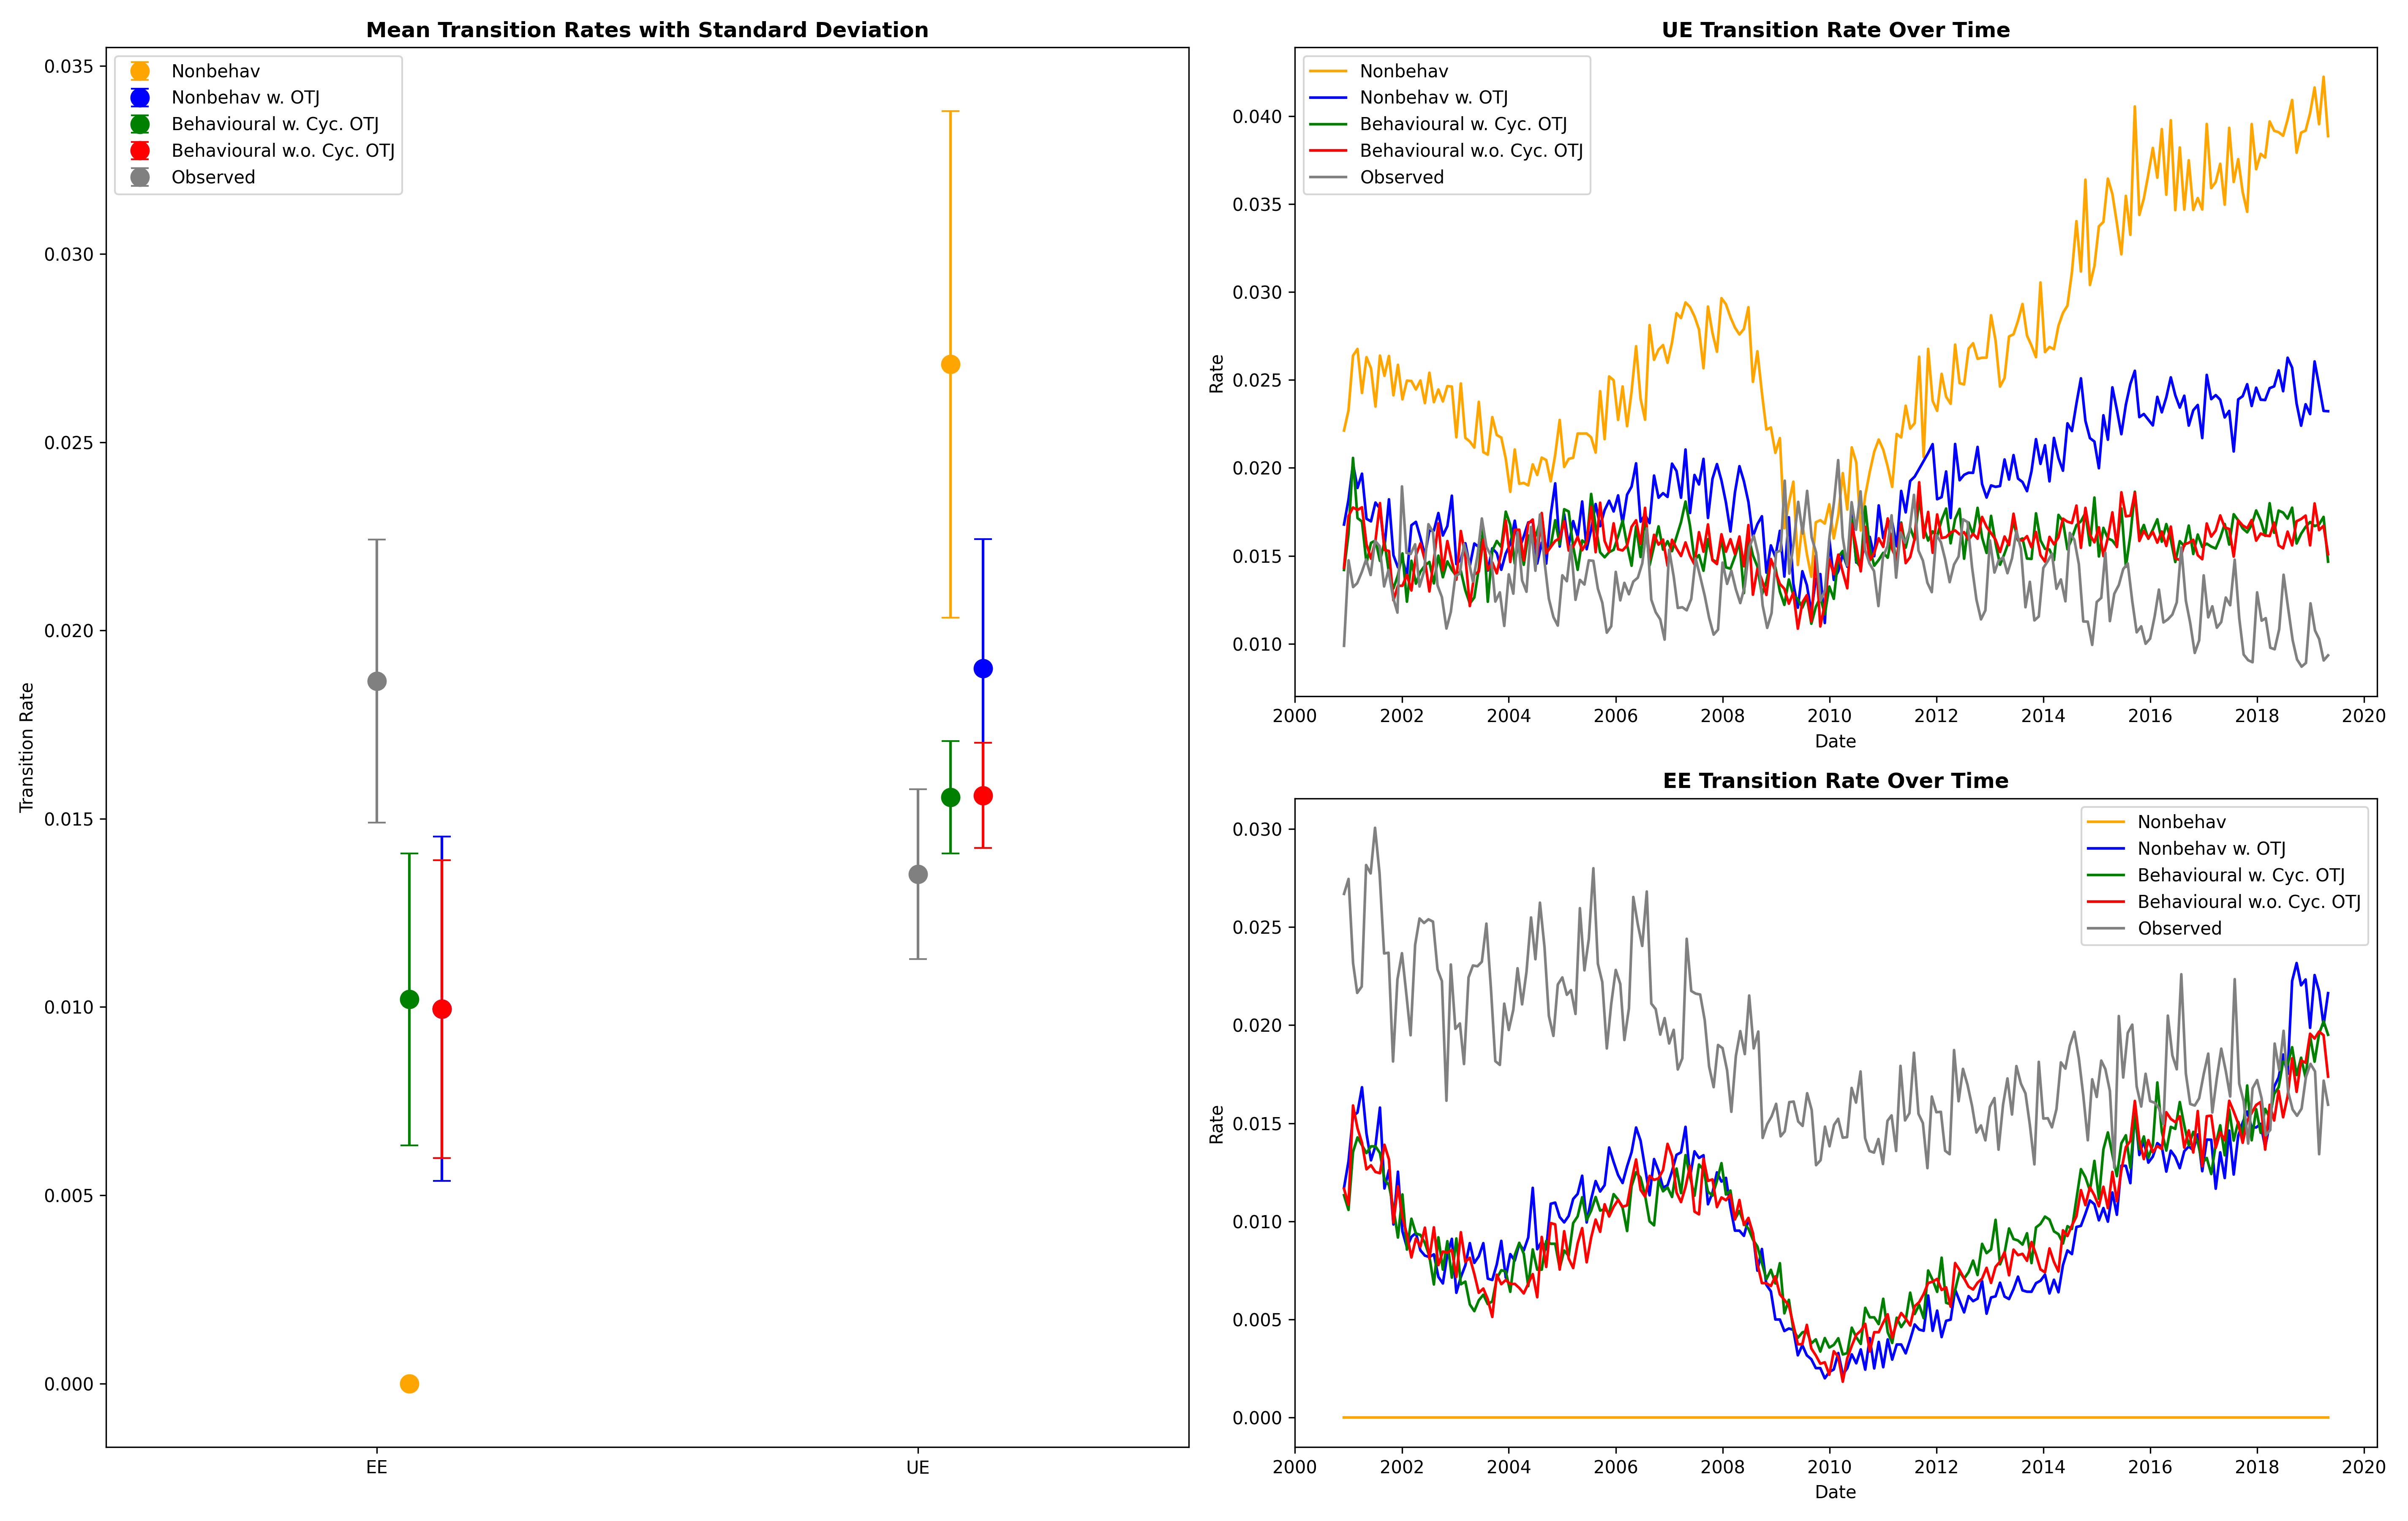 Mean Transition Rates with Standard Deviation
Transition Rate
0.035
0.030
0.025
0.020
0.015
0.010
0.005
0.000
EE
UE
Nonbehav
Nonbehav w. OTJ
Behavioural w. Cyc. OTJ
Behavioural w.o. Cyc. OTJ
Observed
UE Transition Rate Over Time
Rate
0.040
0.035
0.030
0.025
0.020
0.015
0.010
Nonbehav
Nonbehav w. OTJ
Behavioural w. Cyc. OTJ
Behavioural w.o. Cyc. OTJ
Observed
2000 2002 2004 2006 2008 2010 2012 2014 2016 2018 2020
Date
EE Transition Rate Over Time
Rate
0.030
0.025
0.020
0.015
0.010
0.005
0.000
Nonbehav
Nonbehav w. OTJ
Behavioural w. Cyc. OTJ
Behavioural w.o. Cyc. OTJ
Observed
2000 2002 2004 2006 2008 2010 2012 2014 2016 2018 2020
Date